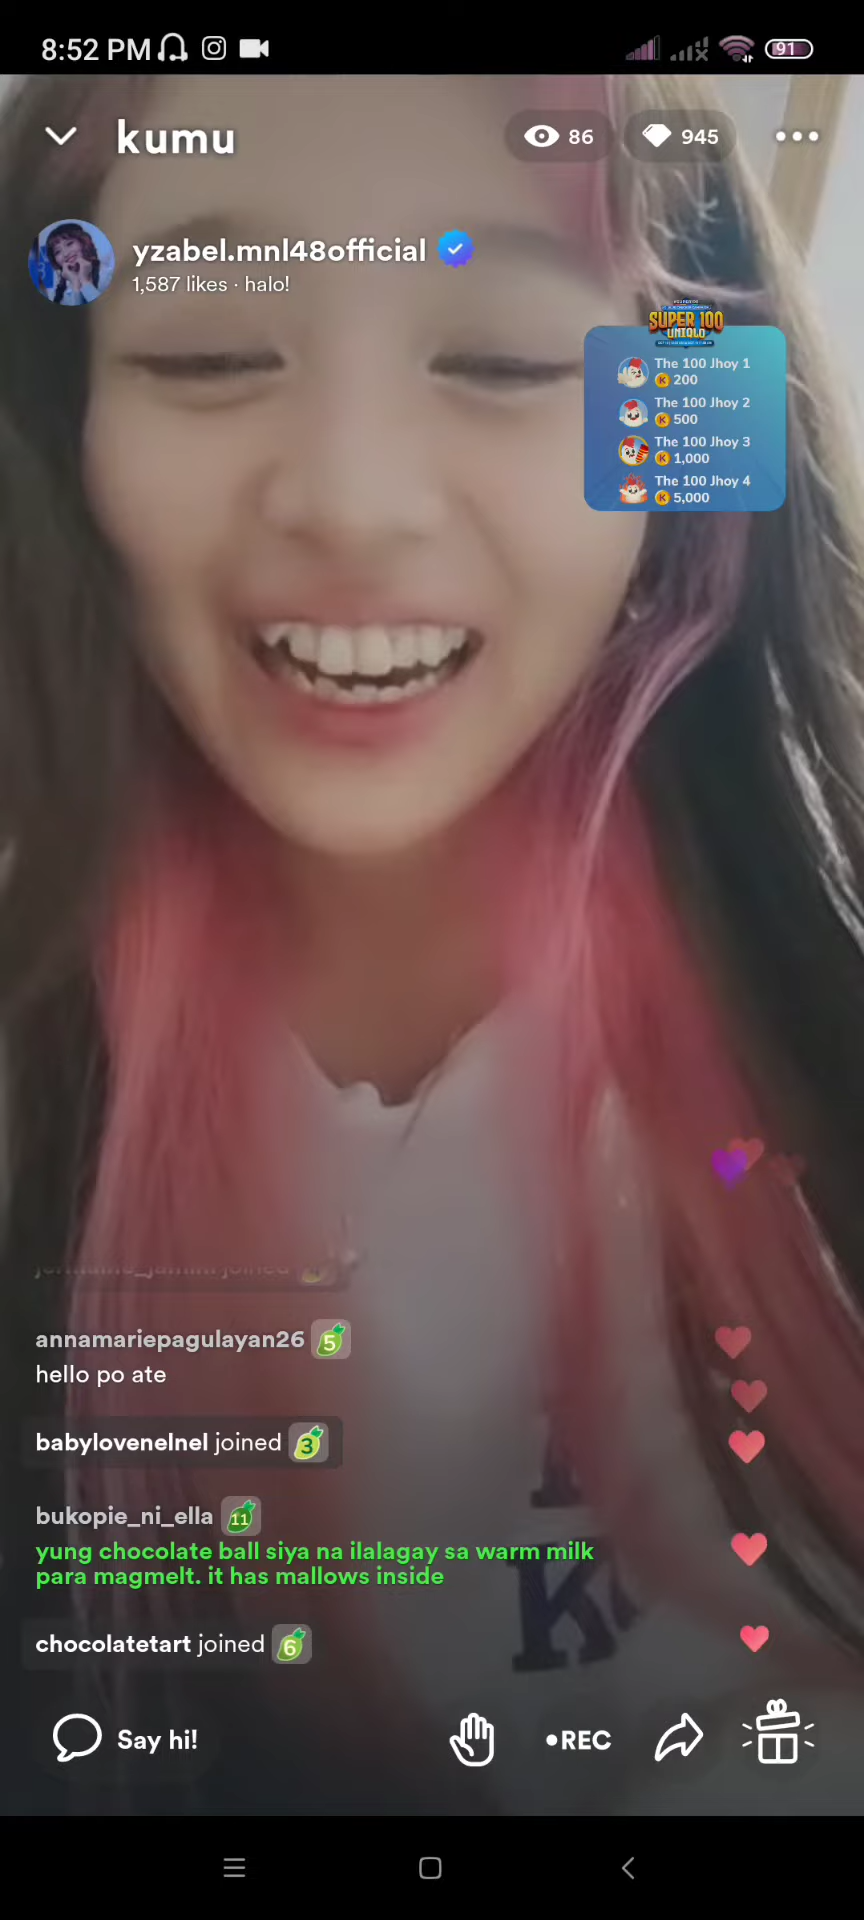 8:52 PM
91
kumu
86
945
yzabel.mnl48official
1,587 likes · halo!
SUPER 100
UNIQLO
The 100 Jhoy 1
K 200
The 100 Jhoy 2
K 500
The 100 Jhoy 3
K 1,000
The 100 Jhoy 4
K 5,000
annamariepagulayan26 5
hello po ate
babylovenelnel joined 3
bukopie_ni_ella 11
yung chocolate ball siya na ilalagay sa warm milk
para magmelt. it has mallows inside
K
chocolatetart joined 6
Say hi!
•REC